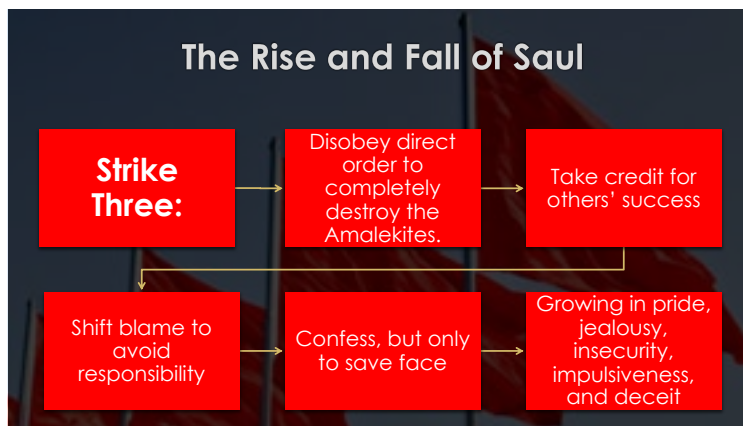 The Rise and Fall of Saul
Strike
Three:
Disobey direct
order to
completely
destroy the
Amalekites.
Take credit for
others’ success
Shift blame to
avoid
responsibility
Confess, but only
to save face
Growing in pride,
jealousy,
insecurity,
impulsiveness,
and deceit